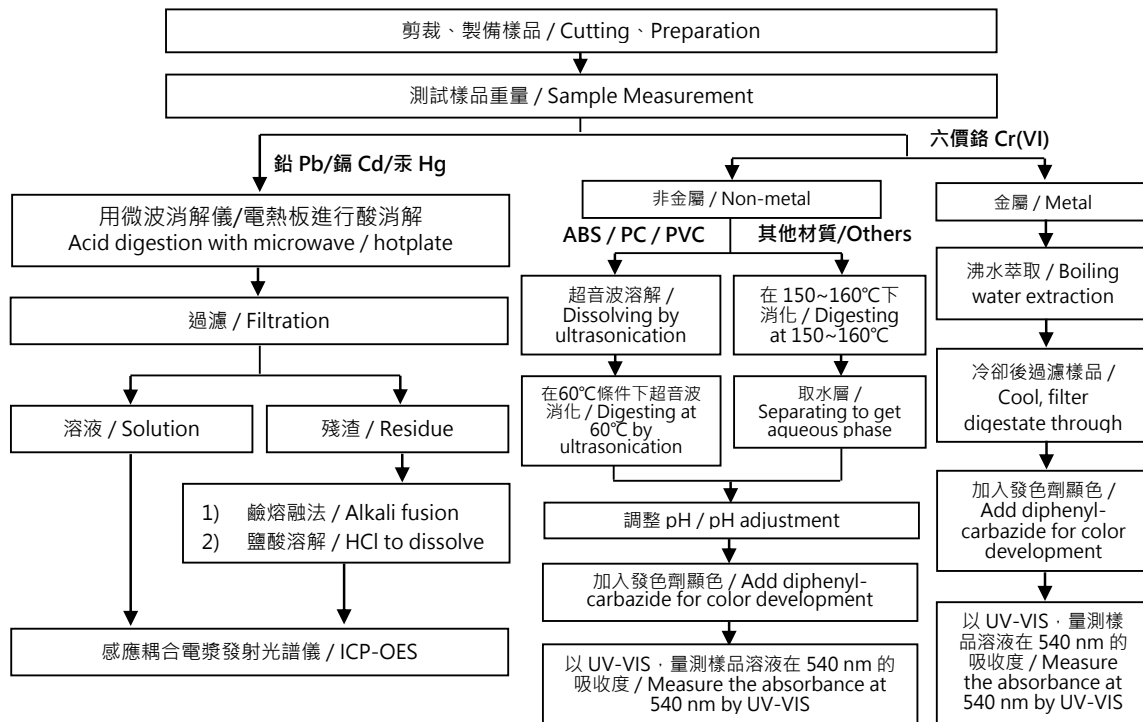 剪裁、製備樣品 / Cutting、Preparation
測試樣品重量 / Sample Measurement
鉛 Pb/鎘 Cd/汞 Hg
六價鉻 Cr(VI)
用微波消解儀/電熱板進行酸消解
Acid digestion with microwave / hotplate
過濾 / Filtration
溶液 / Solution
殘渣 / Residue
1) 鹼熔融法 / Alkali fusion
2) 鹽酸溶解 / HCl to dissolve
感應耦合電漿發射光譜儀 / ICP-OES
非金屬 / Non-metal
ABS / PC / PVC
其他材質/Others
超音波溶解 /
Dissolving by
ultrasonication
在 150~160℃下
消化 / Digesting
at 150~160℃
在60℃條件下超音波
消化 / Digesting at
60℃ by
ultrasonication
取水層 /
Separating to get
aqueous phase
調整 pH / pH adjustment
加入發色劑顯色 / Add diphenyl-
carbazide for color development
以 UV-VIS，量測樣品溶液在 540 nm 的
吸收度 / Measure the absorbance at
540 nm by UV-VIS
金屬 / Metal
沸水萃取 / Boiling
water extraction
冷卻後過濾樣品 /
Cool, filter
digestate through
加入發色劑顯色 /
Add diphenyl-
carbazide for color
development
以 UV-VIS，量測樣
品溶液在 540 nm 的
吸收度 / Measure
the absorbance at
540 nm by UV-VIS